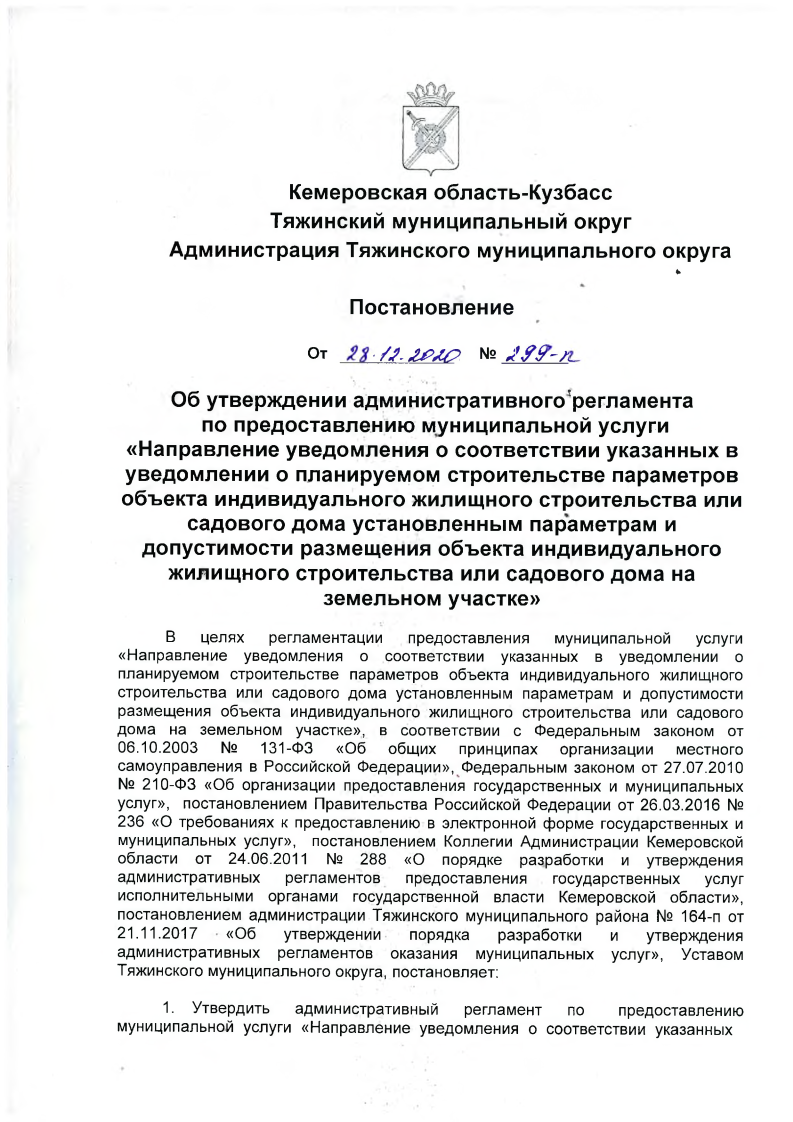 Кемеровская область-Кузбасс
Тяжинский муниципальный округ
Администрация Тяжинского муниципального округа
Постановление
От 28.12.2020 № 299-п
Об утверждении административного регламента
по предоставлению муниципальной услуги
«Направление уведомления о соответствии указанных в
уведомлении о планируемом строительстве параметров
объекта индивидуального жилищного строительства или
садового дома установленным параметрам и
допустимости размещения объекта индивидуального
жилищного строительства или садового дома на
земельном участке»
В целях регламентации предоставления муниципальной услуги
«Направление уведомления о соответствии указанных в уведомлении о
планируемом строительстве параметров объекта индивидуального жилищного
строительства или садового дома установленным параметрам и допустимости
размещения объекта индивидуального жилищного строительства или садового
дома на земельном участке», в соответствии с Федеральным законом от
06.10.2003 № 131-ФЗ «Об общих принципах организации местного
самоуправления в Российской Федерации», Федеральным законом от 27.07.2010
№ 210-ФЗ «Об организации предоставления государственных и муниципальных
услуг», постановлением Правительства Российской Федерации от 26.03.2016 №
236 «О требованиях к предоставлению в электронной форме государственных и
муниципальных услуг», постановлением Коллегии Администрации Кемеровской
области от 24.06.2011 № 288 «О порядке разработки и утверждения
административных регламентов предоставления государственных услуг
исполнительными органами государственной власти Кемеровской области»,
постановлением администрации Тяжинского муниципального района № 164-п от
21.11.2017 «Об утверждении порядка разработки и утверждения
административных регламентов оказания муниципальных услуг», Уставом
Тяжинского муниципального округа, постановляет:
1. Утвердить административный регламент по предоставлению
муниципальной услуги «Направление уведомления о соответствии указанных